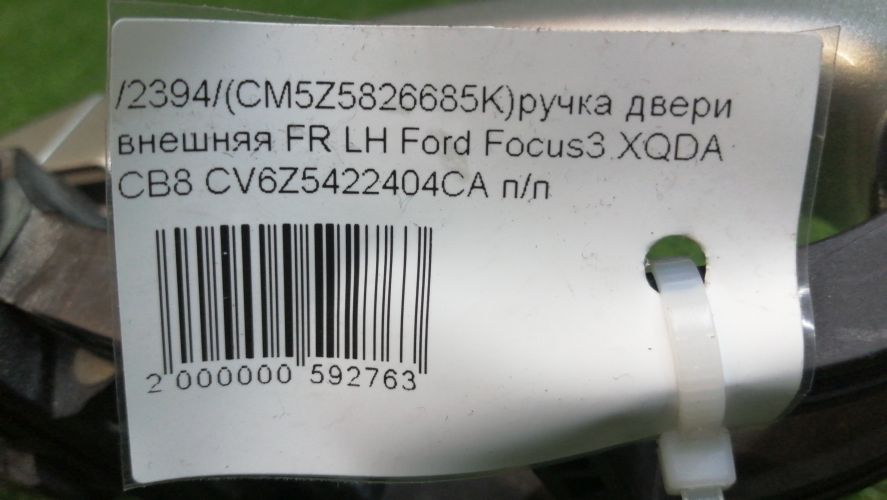 /2394/(CM5Z5826685K)ручка двери
внешняя FR LH Ford Focus3 XQDA
CB8 CV6Z5422404CA п/п
2 000000 592763